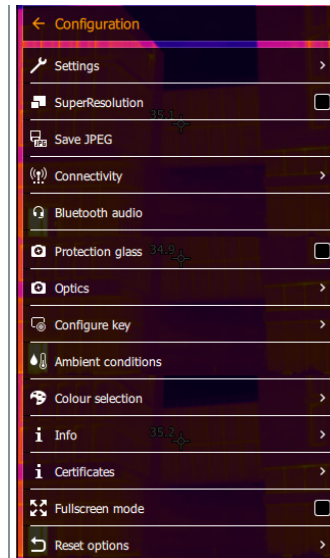 Configuration
Settings
SuperResolution
35.1
Save JPEG
Connectivity
Bluetooth audio
Protection glass 34.9
Optics
Configure key
Ambient conditions
Colour selection
Info 35.2
Certificates
Fullscreen mode
Reset options